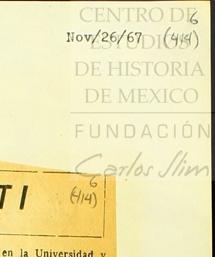 CENTRO DE
6
Nov/26/67 (414)
ESTUDIOS
DE HISTORIA
DE MEXICO
FUNDACIÓN
Carlos Slim
6
(414)
TI
en la Universidad y